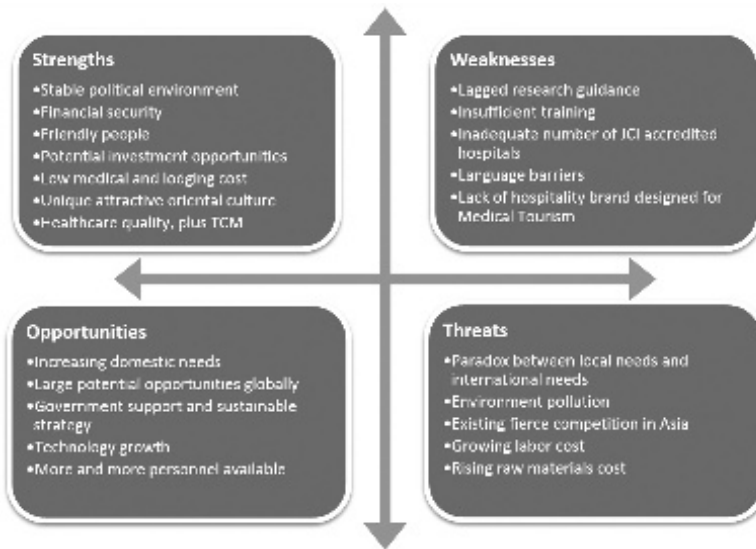 Strengths
•Stable political environment
•Financial security
•Friendly people
•Potential investment opportunities
•Low medical and lodging cost
•Unique attractive oriental culture
•Healthcare quality, plus TCM
Weaknesses
•Lagged research guidance
•Insufficient training
•Inadequate number of JCI accredited
hospitals
•Language barriers
•Lack of hospitality brand designed for
Medical Tourism
Opportunities
•Increasing domestic needs
•Large potential opportunities globally
•Government support and sustainable
strategy
•Technology growth
•More and more personnel available
Threats
•Paradox between local needs and
international needs
•Environment pollution
•Existing fierce competition in Asia
•Growing labor cost
•Rising raw materials cost